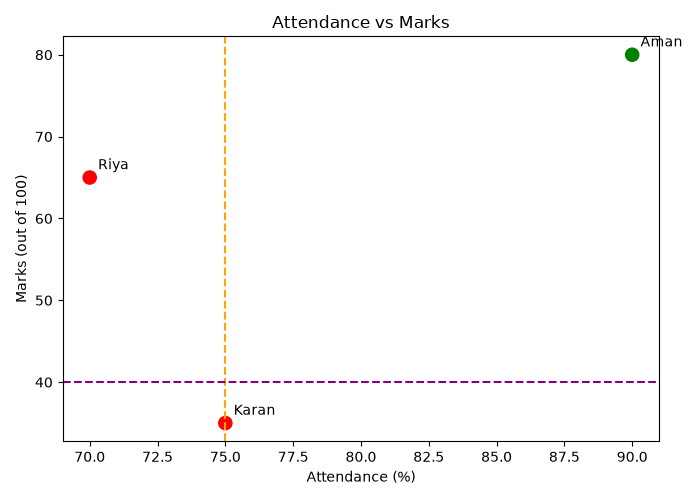 Attendance vs Marks
Aman
80
70
Riya
60
Marks (out of 100)
50
40
Karan
70.0 72.5 75.0 77.5 80.0 82.5 85.0 87.5 90.0
Attendance (%)